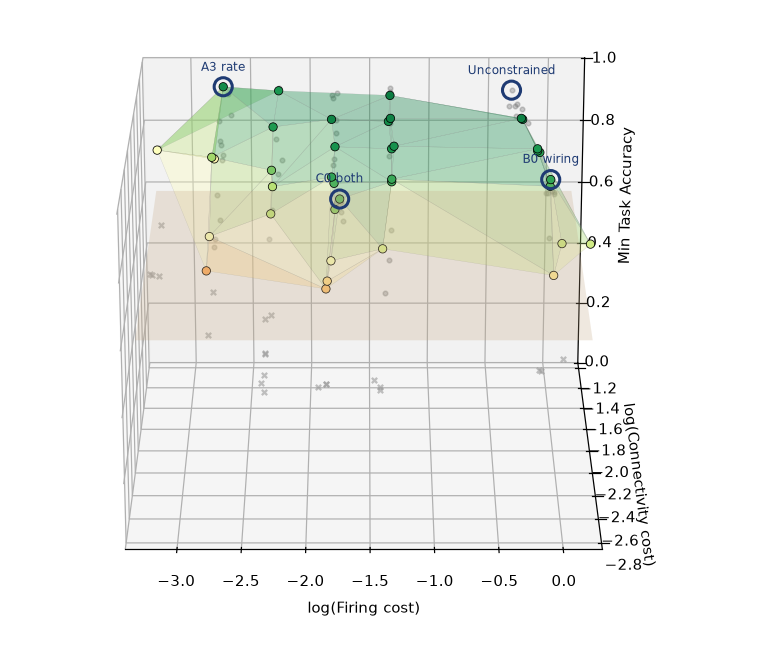 A3 rate
Unconstrained
B0 wiring
C0 both
1.0
0.8
0.6
0.4
0.2
0.0
Min Task Accuracy
−1.2
−1.4
−1.6
−1.8
−2.0
−2.2
−2.4
−2.6
−2.8
log(Connectivity cost)
−3.0 −2.5 −2.0 −1.5 −1.0 −0.5 0.0
log(Firing cost)